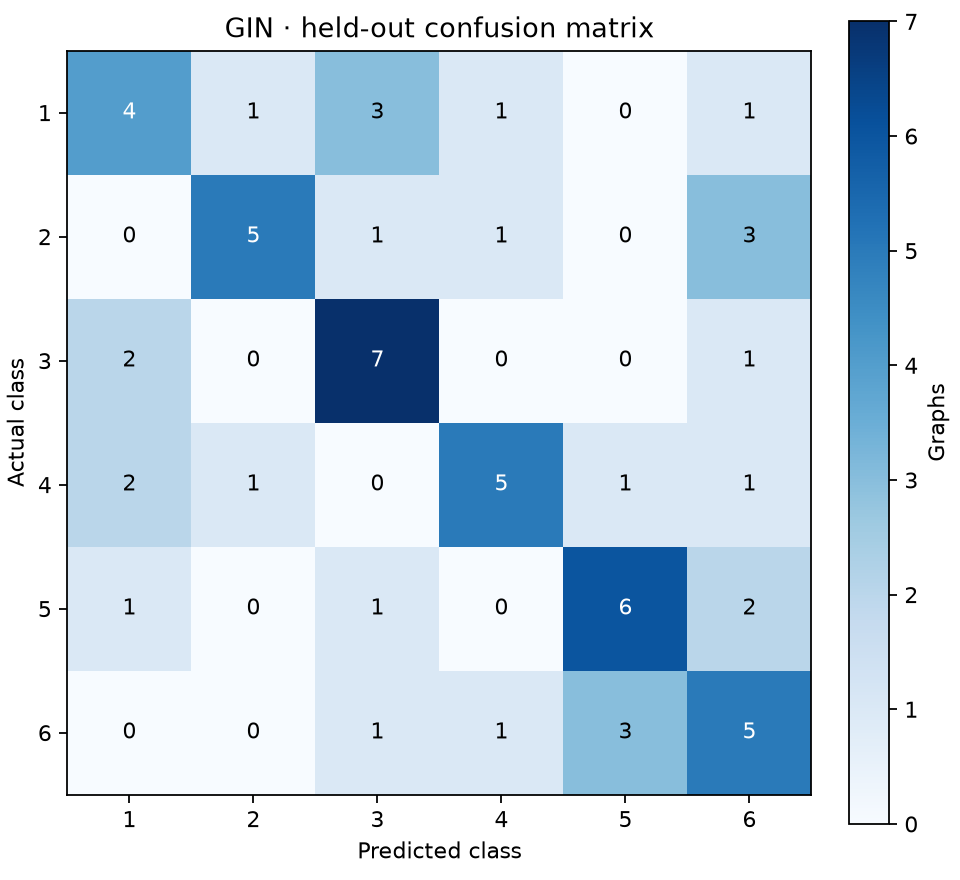 GIN · held-out confusion matrix
1 4 1 3 1 0 1
2 0 5 1 1 0 3
3 2 0 7 0 0 1
4 2 1 0 5 1 1
5 1 0 1 0 6 2
6 0 0 1 1 3 5
1 2 3 4 5 6
Predicted class
Actual class
7
6
5
4
3
2
1
0
Graphs